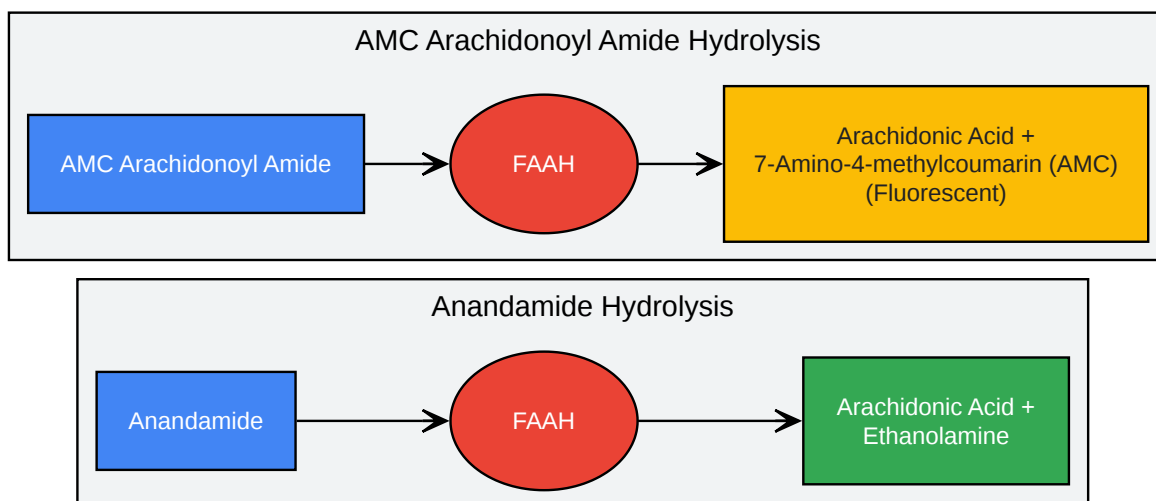 AMC Arachidonoyl Amide Hydrolysis
AMC Arachidonoyl Amide
FAAH
Arachidonic Acid +
7-Amino-4-methylcoumarin (AMC)
(Fluorescent)
Anandamide Hydrolysis
Anandamide
FAAH
Arachidonic Acid +
Ethanolamine